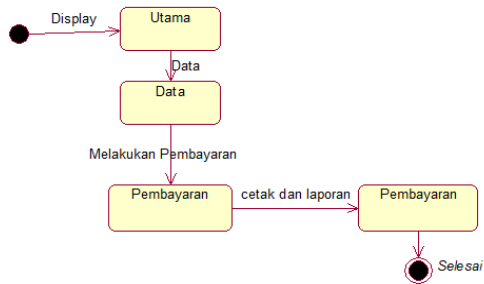 Display
Utama
Data
Data
Melakukan Pembayaran
Pembayaran
cetak dan laporan
Pembayaran
Selesai